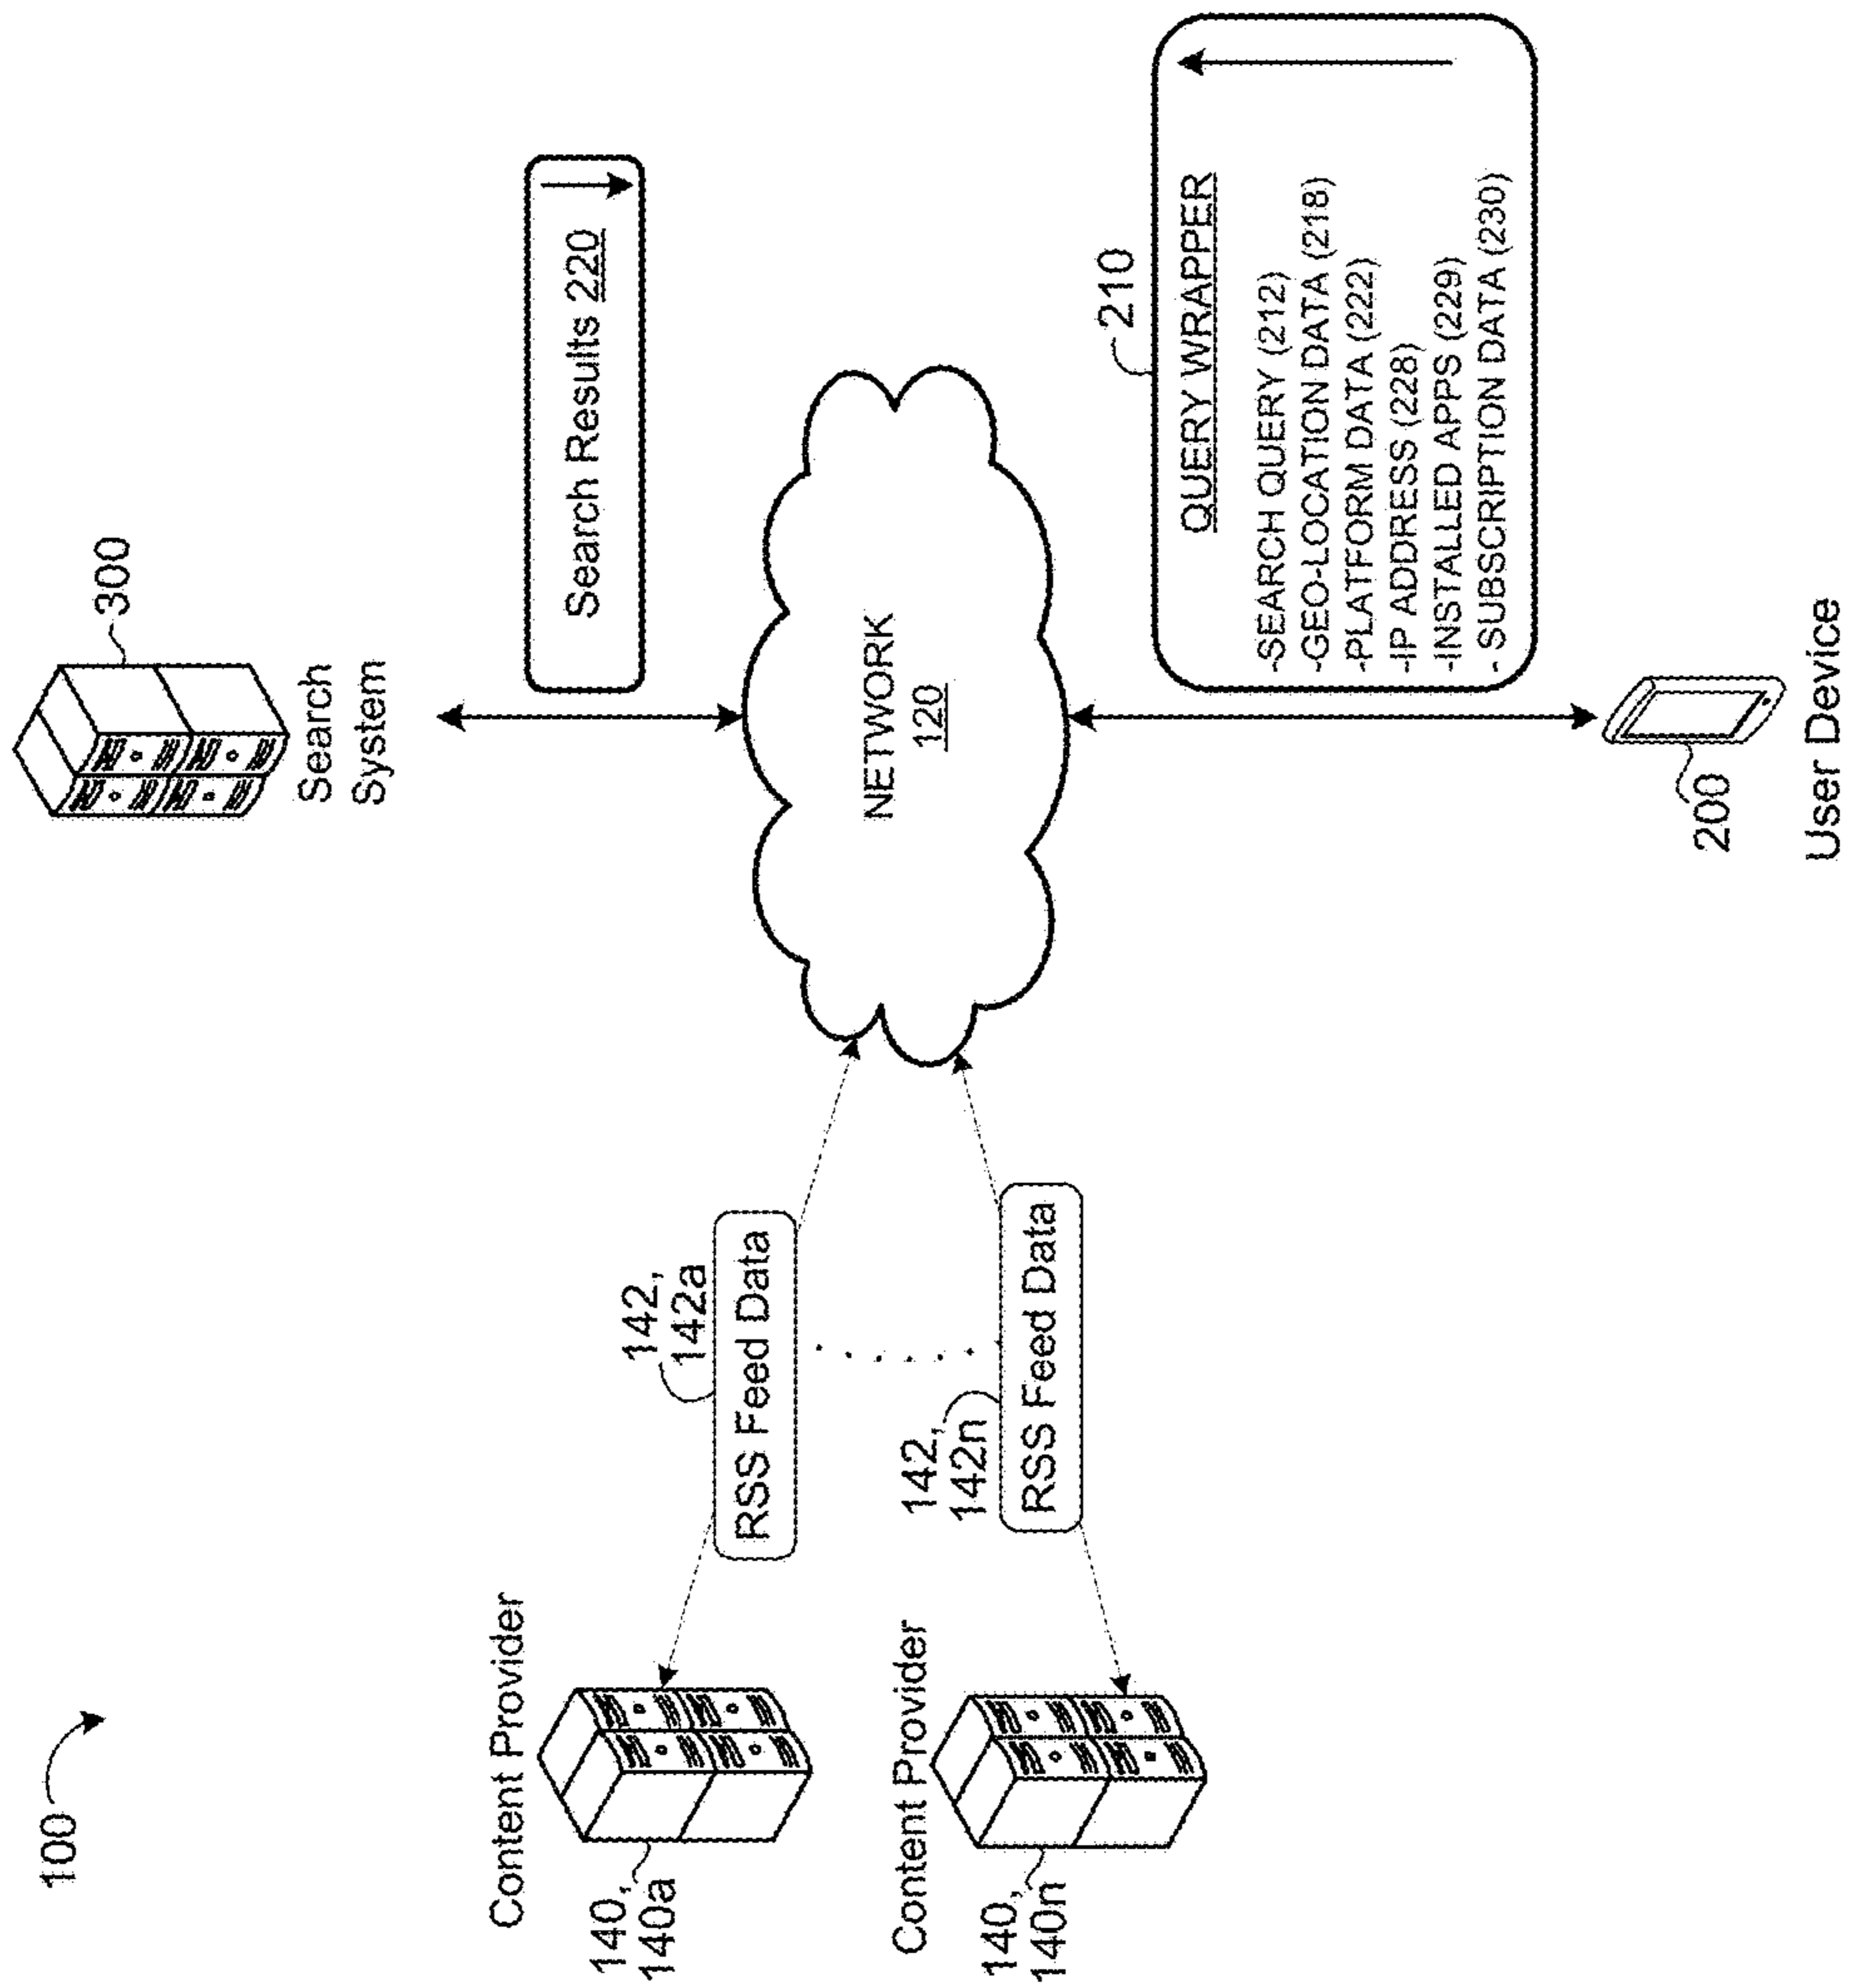 100
300
Search
System
Search Results 220
Content Provider
140,
140a
142,
142a
RSS Feed Data
NETWORK
120
Content Provider
140,
140n
142,
142n
RSS Feed Data
210
QUERY WRAPPER
-SEARCH QUERY (212)
-GEO-LOCATION DATA (218)
-PLATFORM DATA (222)
-IP ADDRESS (228)
-INSTALLED APPS (229)
- SUBSCRIPTION DATA (230)
200
User Device